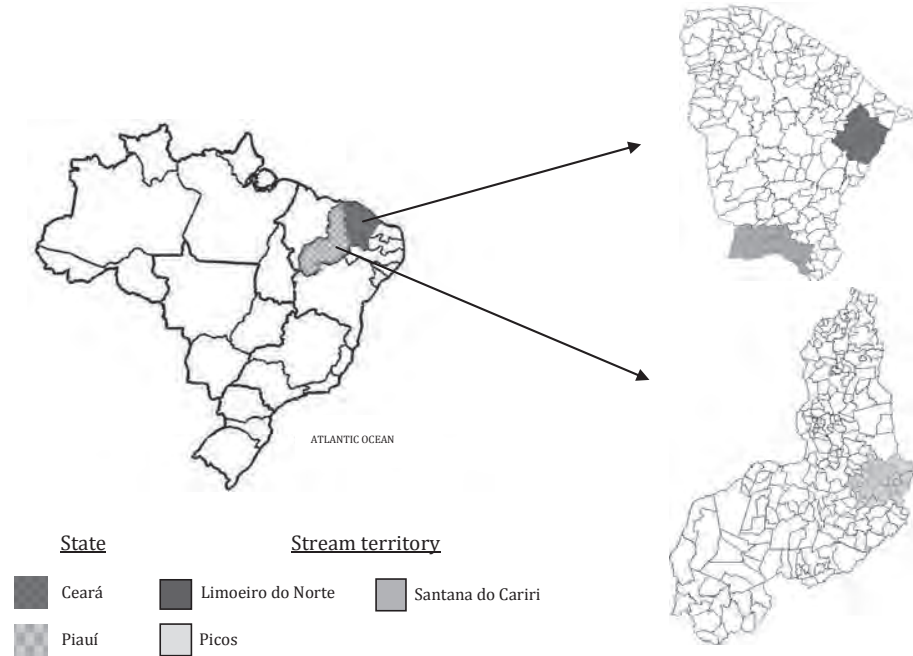 ATLANTIC OCEAN
State
Stream territory
Ceará
Limoeiro do Norte
Santana do Cariri
Piauí
Picos